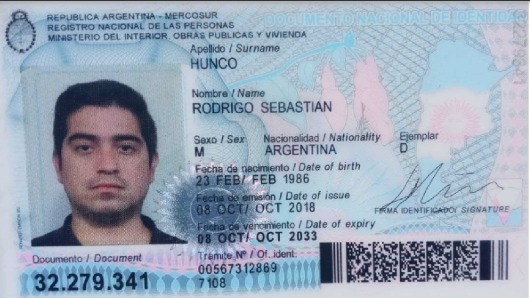 REPUBLICA ARGENTINA - MERCOSUR
REGISTRO NACIONAL DE LAS PERSONAS
MINISTERIO DEL INTERIOR, OBRAS PUBLICAS Y VIVIENDA
DOCUMENTO NACIONAL DE IDENTIDAD
Apellido / Surname
HUNCO
Nombre / Name
RODRIGO SEBASTIAN
Sexo / Sex Nacionalidad / Nationality Ejemplar
M ARGENTINA D
Fecha de nacimiento / Date of birth
23 FEB/ FEB 1986
Fecha de emisión / Date of issue
08 OCT/ OCT 2018
FIRMA IDENTIFICADO/ SIGNATURE
Fecha de vencimiento / Date of expiry
08 OCT/ OCT 2033
Documento / Document
32.279.341
Trámite Nº / Of. ident.
00567312869
7108